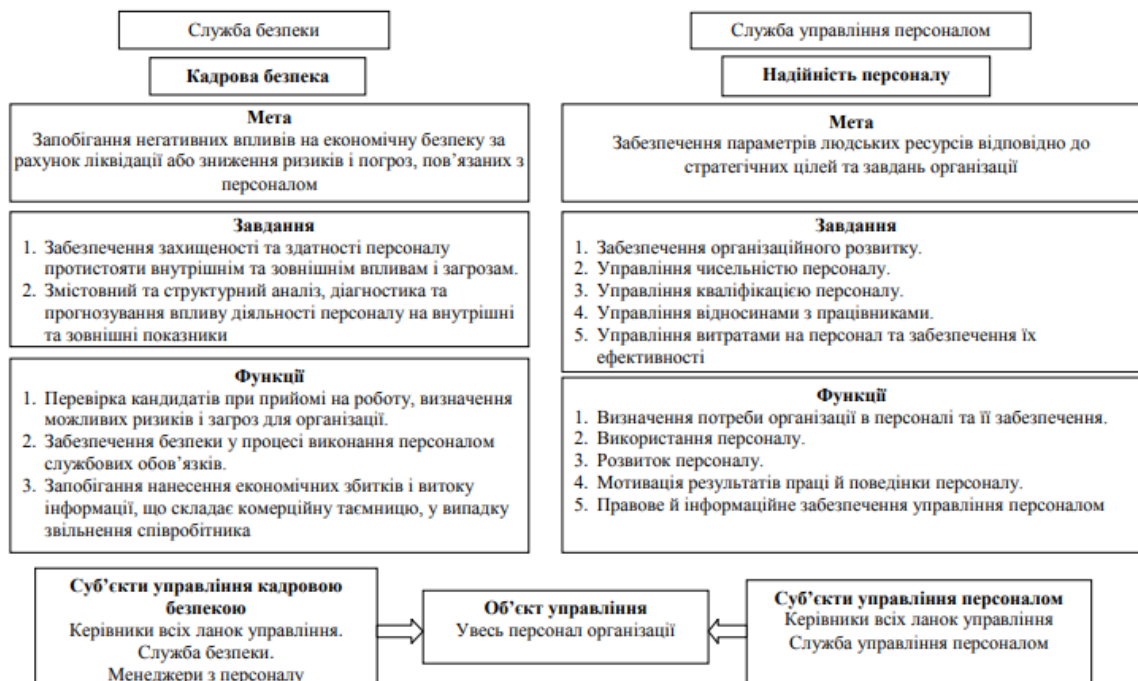 Служба безпеки
Кадрова безпека
Мета
Запобігання негативних впливів на економічну безпеку за
рахунок ліквідації або зниження ризиків і погроз, пов’язаних з
персоналом
Завдання
1. Забезпечення захищеності та здатності персоналу
протистояти внутрішнім та зовнішнім впливам і загрозам.
2. Змістовний та структурний аналіз, діагностика та
прогнозування впливу діяльності персоналу на внутрішні
та зовнішні показники
Функції
1. Перевірка кандидатів при прийомі на роботу, визначення
можливих ризиків і загроз для організації.
2. Забезпечення безпеки у процесі виконання персоналом
службових обов’язків.
3. Запобігання нанесення економічних збитків і витоку
інформації, що складає комерційну таємницю, у випадку
звільнення співробітника
Служба управління персоналом
Надійність персоналу
Мета
Забезпечення параметрів людських ресурсів відповідно до
стратегічних цілей та завдань організації
Завдання
1. Забезпечення організаційного розвитку.
2. Управління чисельністю персоналу.
3. Управління кваліфікацією персоналу.
4. Управління відносинами з працівниками.
5. Управління витратами на персонал та забезпечення їх
ефективності
Функції
1. Визначення потреби організації в персоналі та її забезпечення.
2. Використання персоналу.
3. Розвиток персоналу.
4. Мотивація результатів праці й поведінки персоналу.
5. Правове й інформаційне забезпечення управління персоналом
Суб’єкти управління кадровою
безпекою
Керівники всіх ланок управління.
Служба безпеки.
Менеджери з персоналу
Об’єкт управління
Увесь персонал організації
Суб’єкти управління персоналом
Керівники всіх ланок управління
Служба управління персоналом